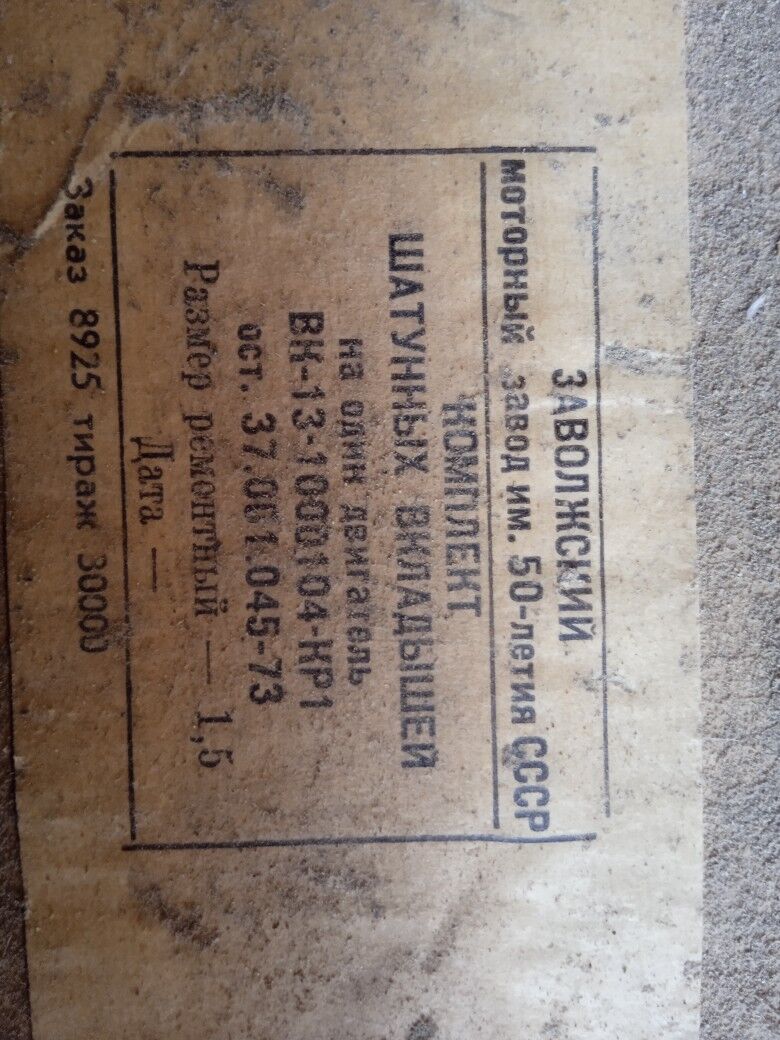 ЗАВОЛЖСКИЙ
моторный завод им. 50-летия СССР
КОМПЛЕКТ
ШАТУННЫХ ВКЛАДЫШЕЙ
на один двигатель
ВК-13-1000104-НР1
ост. 37.001.045-73
Размер ремонтный — 1,5
Дата —
Заказ 8925 тираж 30000